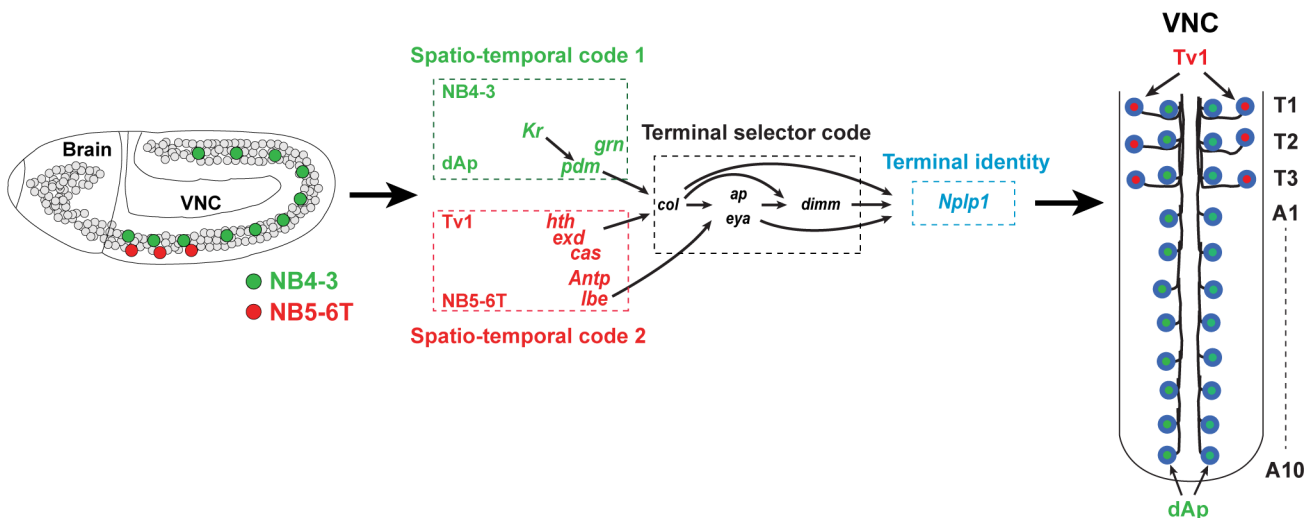 Brain
VNC
NB4-3
NB5-6T
Spatio-temporal code 1
NB4-3
Kr
grn
dAp
pdm
Tv1
hth
exd
cas
Antp
NB5-6T
lbe
Spatio-temporal code 2
Terminal selector code
col
ap
eya
dimm
Terminal identity
Nplp1
VNC
Tv1
T1
T2
T3
A1
A10
dAp